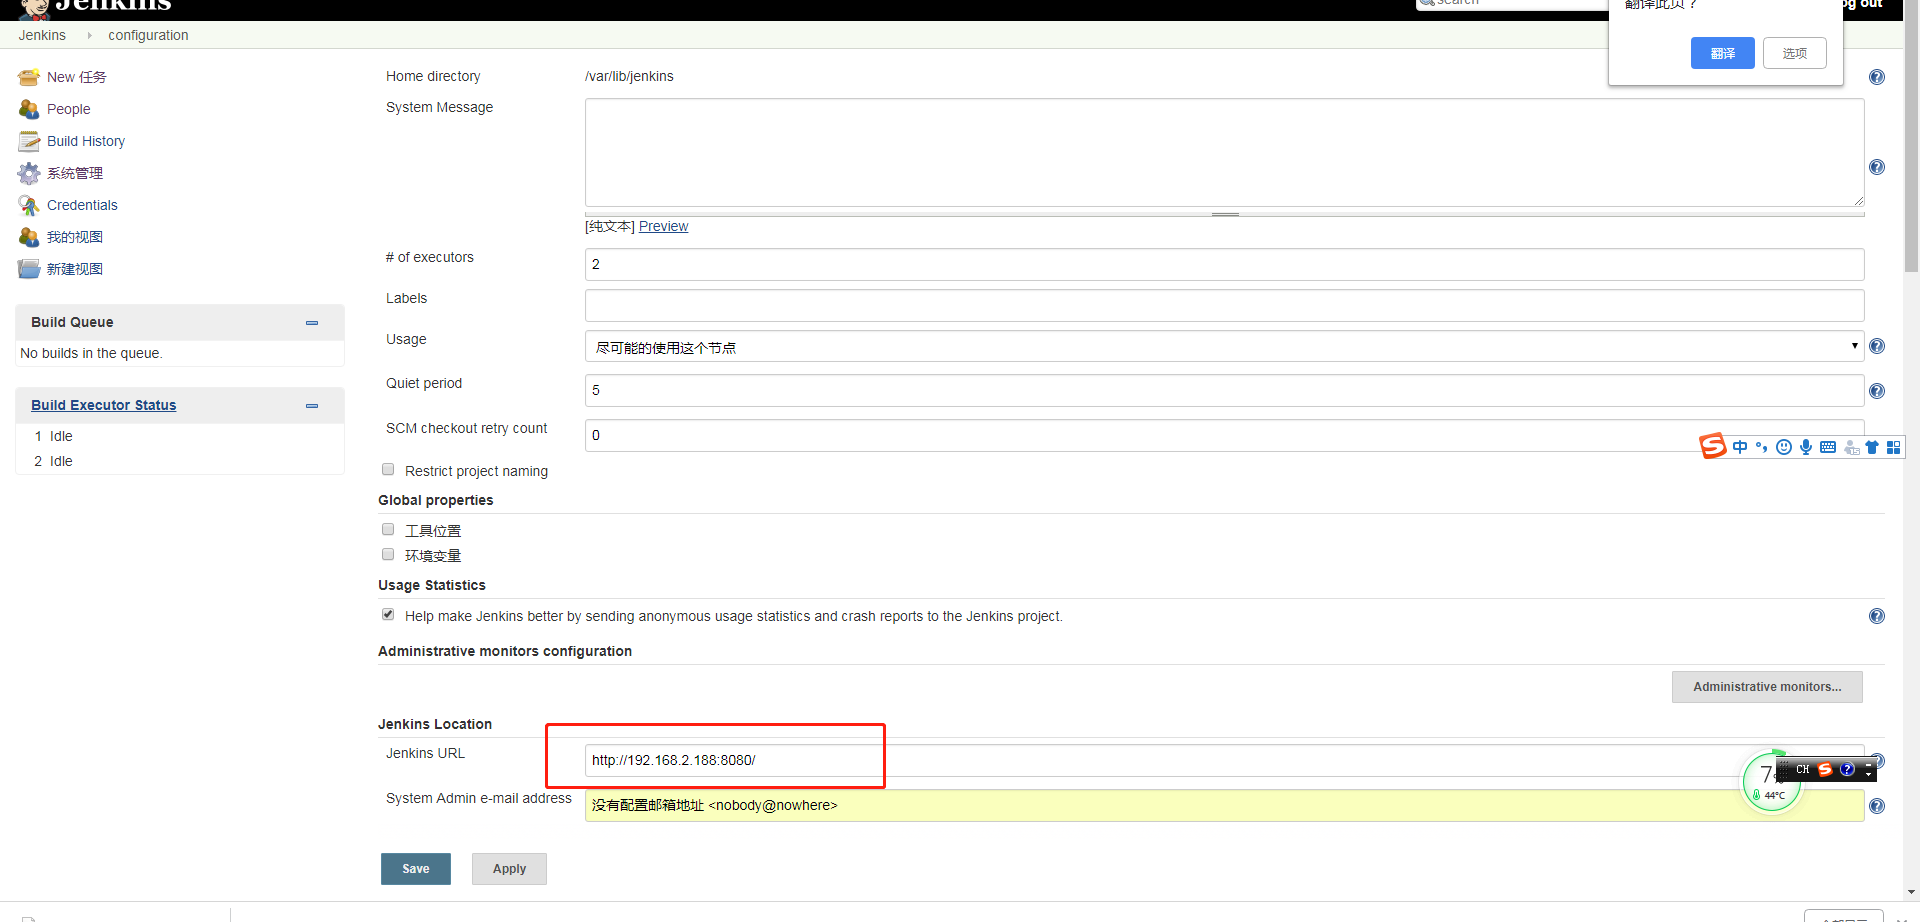 Jenkins
search
log out
翻译此页？
翻译
选项
Jenkins
configuration
New 任务
People
Build History
系统管理
Credentials
我的视图
新建视图
Build Queue
No builds in the queue.
Build Executor Status
1 Idle
2 Idle
Home directory
/var/lib/jenkins
System Message
[纯文本] Preview
# of executors
2
Labels
Usage
尽可能的使用这个节点
Quiet period
5
SCM checkout retry count
0
中
Restrict project naming
Global properties
工具位置
环境变量
Usage Statistics
Help make Jenkins better by sending anonymous usage statistics and crash reports to the Jenkins project.
Administrative monitors configuration
Administrative monitors...
Jenkins Location
Jenkins URL
http://192.168.2.188:8080/
CH
7%
44°C
System Admin e-mail address
没有配置邮箱地址 <nobody@nowhere>
Save
Apply